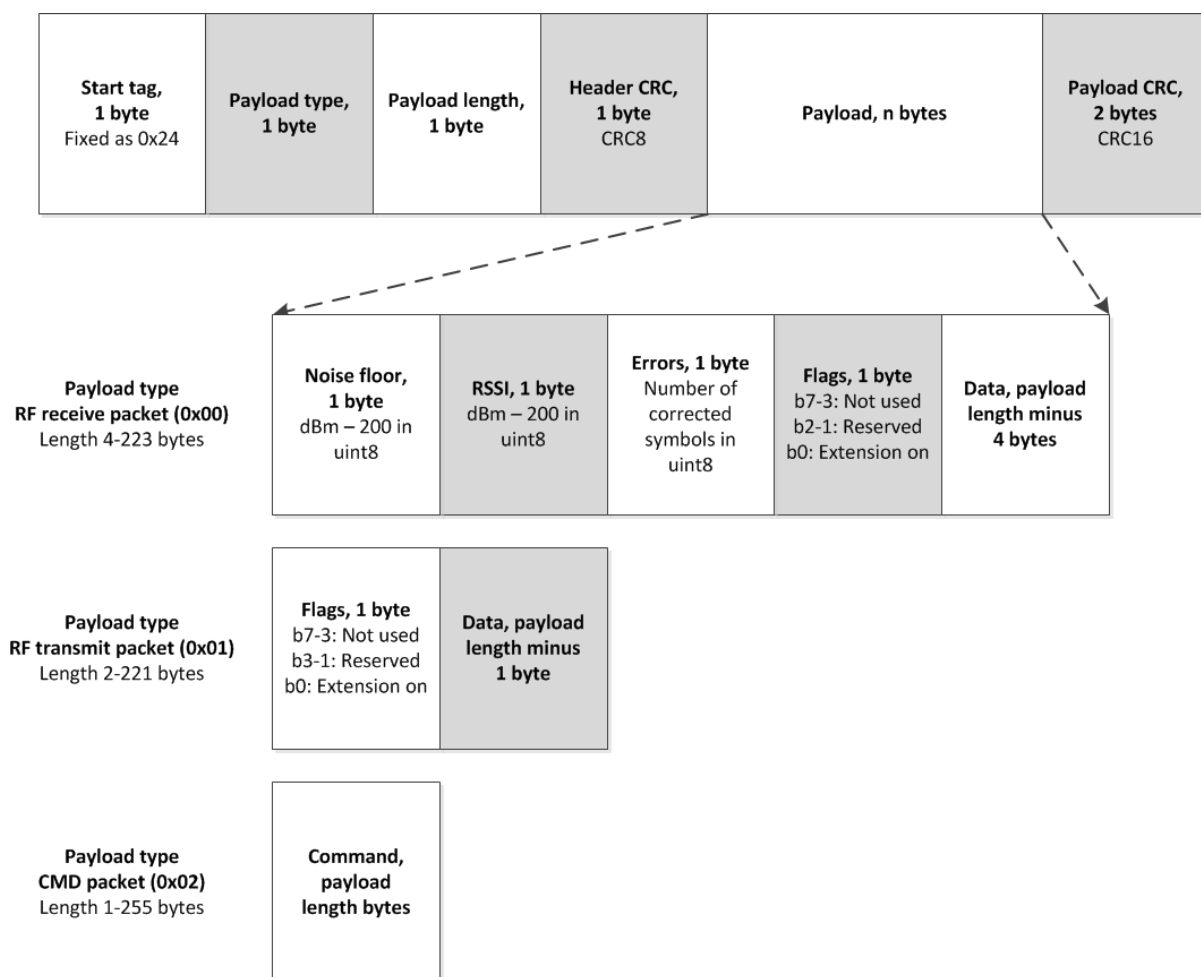 Start tag,
1 byte
Fixed as 0x24
Payload type,
1 byte
Payload length,
1 byte
Header CRC,
1 byte
CRC8
Payload, n bytes
Payload CRC,
2 bytes
CRC16
Payload type
RF receive packet (0x00)
Length 4-223 bytes
Noise floor,
1 byte
dBm – 200 in
uint8
RSSI, 1 byte
dBm – 200 in
uint8
Errors, 1 byte
Number of
corrected
symbols in
uint8
Flags, 1 byte
b7-3: Not used
b2-1: Reserved
b0: Extension on
Data, payload
length minus
4 bytes
Payload type
RF transmit packet (0x01)
Length 2-221 bytes
Flags, 1 byte
b7-3: Not used
b3-1: Reserved
b0: Extension on
Data, payload
length minus
1 byte
Payload type
CMD packet (0x02)
Length 1-255 bytes
Command,
payload
length bytes